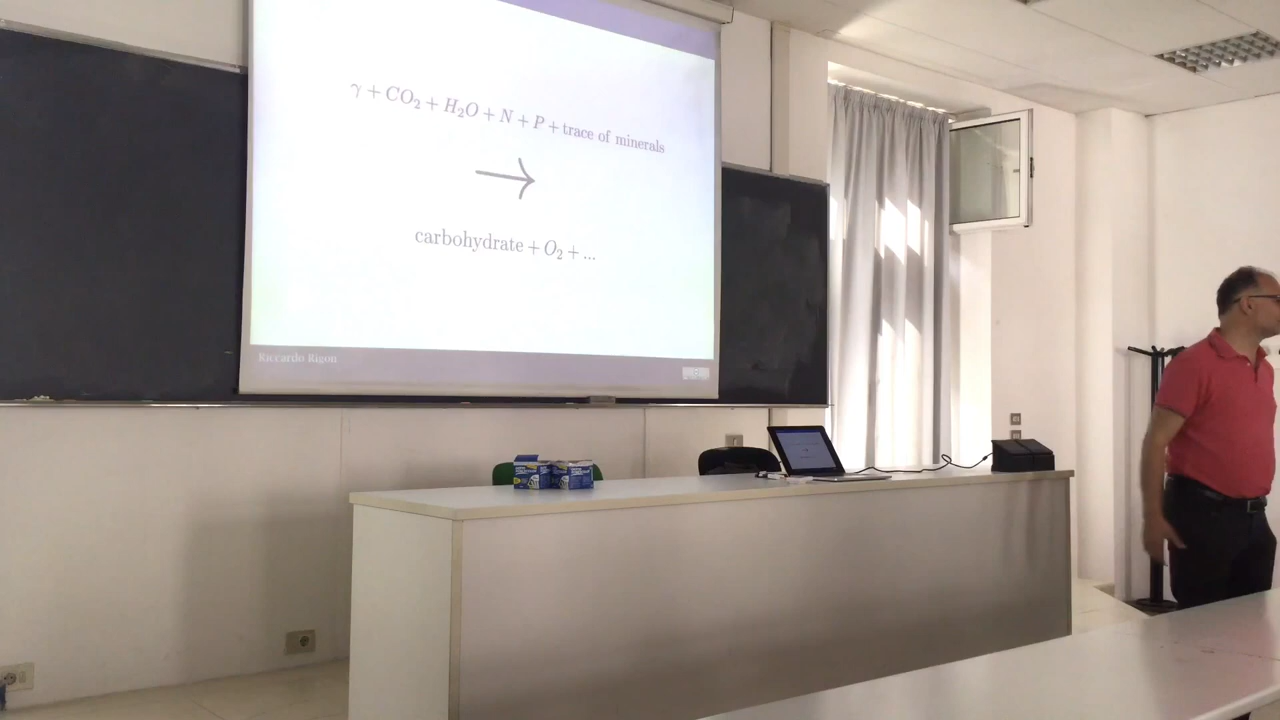 γ + CO₂ + H₂O + N + P + trace of minerals
→
carbohydrate + O₂ + ...
Riccardo Rigon